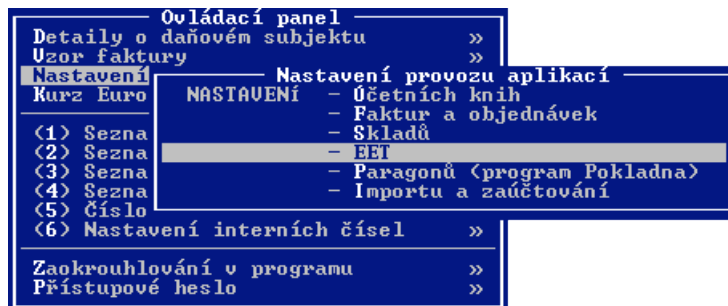 Ovládací panel
Detaily o daňovém subjektu »
Vzor faktury »
Nastavení
Kurz Euro
(1) Sezna
(2) Sezna
(3) Sezna
(4) Sezna
(5) Číslo
(6) Nastavení interních čísel »
Zaokrouhlování v programu »
Přístupové heslo »
Nastavení provozu aplikací
NASTAVENÍ - Účetních knih
- Faktur a objednávek
- Skladů
- EET
- Paragonů (program Pokladna)
- Importu a zaúčtování